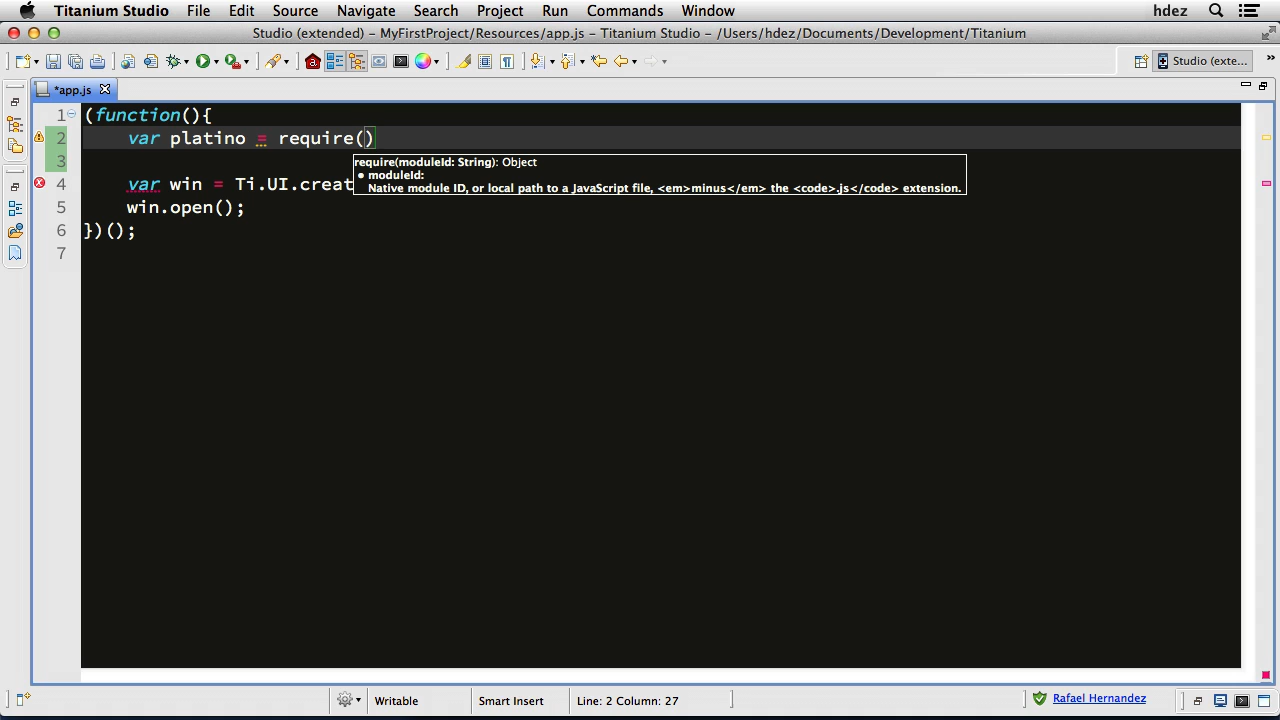 Titanium Studio File Edit Source Navigate Search Project Run Commands Window hdez
Studio (extended) – MyFirstProject/Resources/app.js – Titanium Studio – /Users/hdez/Documents/Development/Titanium
Studio (exte...
*app.js
1 (function(){
2 var platino = require()
3
require(moduleId: String): Object
• moduleId:
Native module ID, or local path to a JavaScript file, <em>minus</em> the <code>.js</code> extension.
4 var win = Ti.UI.creat
5 win.open();
6 })();
7
Writable Smart Insert Line: 2 Column: 27 Rafael Hernandez